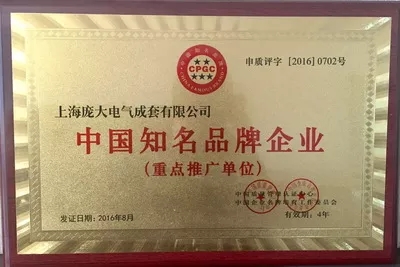 CPGC
申质评字 [2016] 0702号
上海庞大电气成套有限公司
中国知名品牌企业
(重点推广单位)
发证日期:2016年8月
有效期:4年